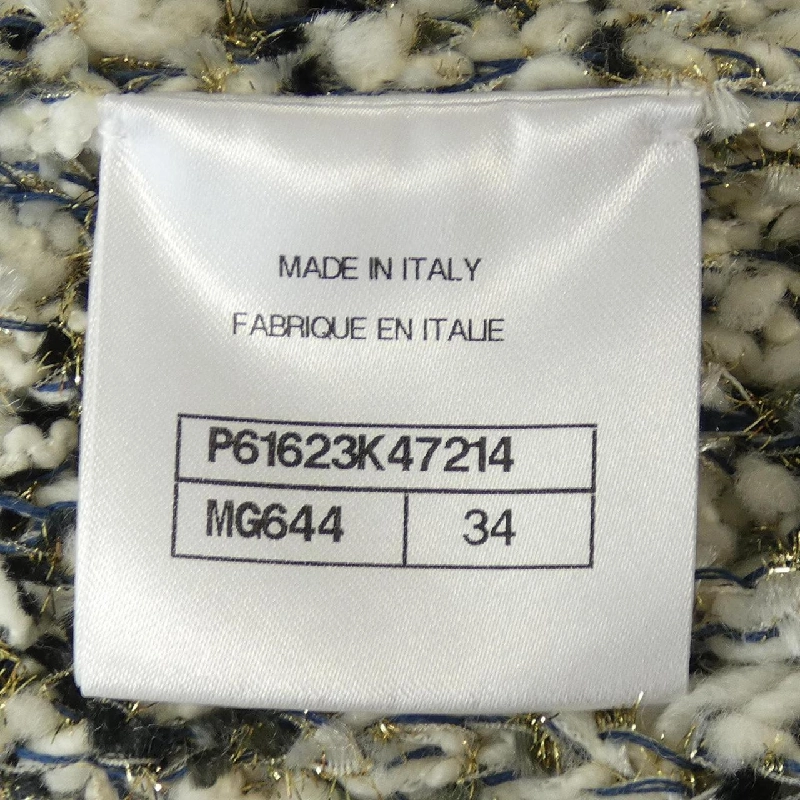 MADE IN ITALY
FABRIQUE EN ITALIE
P61623K47214
MG644 34